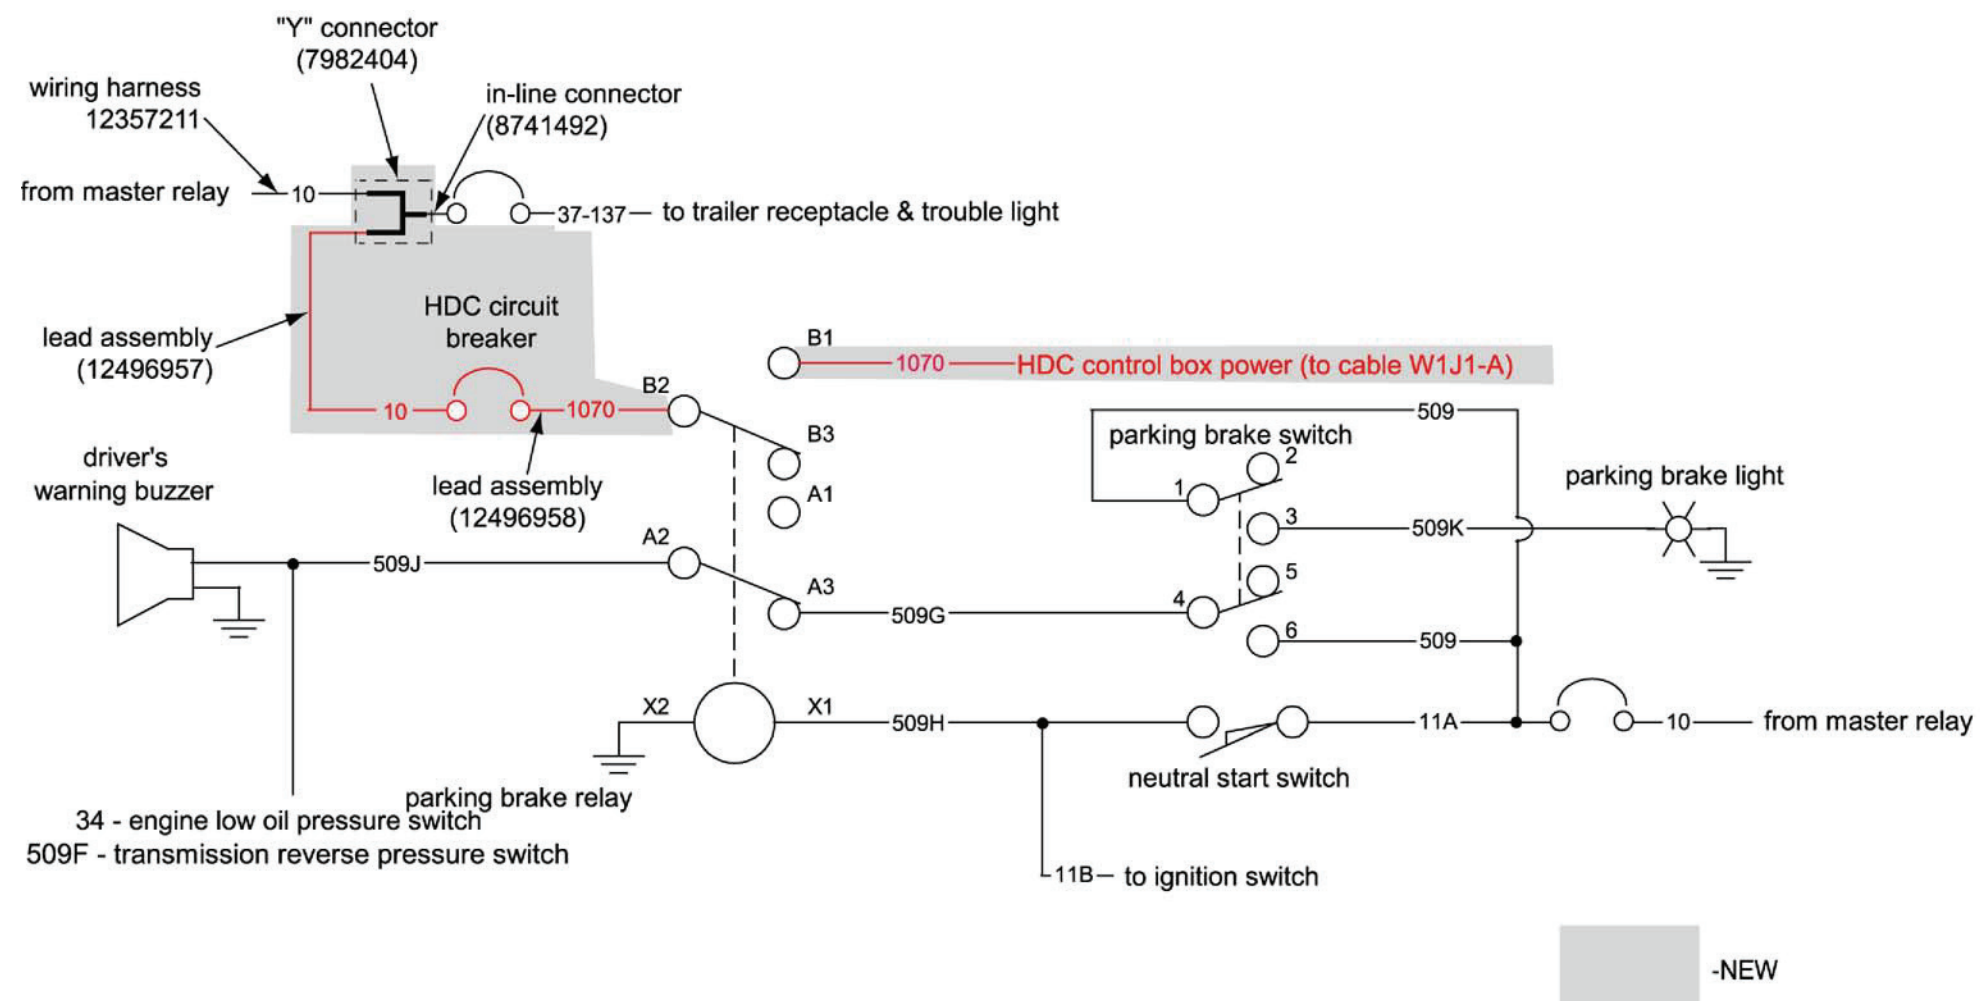 "Y" connector
(7982404)
wiring harness
12357211
in-line connector
(8741492)
from master relay
10
37-137
to trailer receptacle & trouble light
HDC circuit
breaker
lead assembly
(12496957)
B1
1070
HDC control box power (to cable W1J1-A)
B2
10
1070
509
B3
parking brake switch
2
driver's
warning buzzer
lead assembly
(12496958)
A1
1
parking brake light
3
509K
A2
509J
5
A3
4
509G
6
509
X2
X1
509H
11A
10
from master relay
neutral start switch
parking brake relay
34 - engine low oil pressure switch
509F - transmission reverse pressure switch
11B
to ignition switch
-NEW